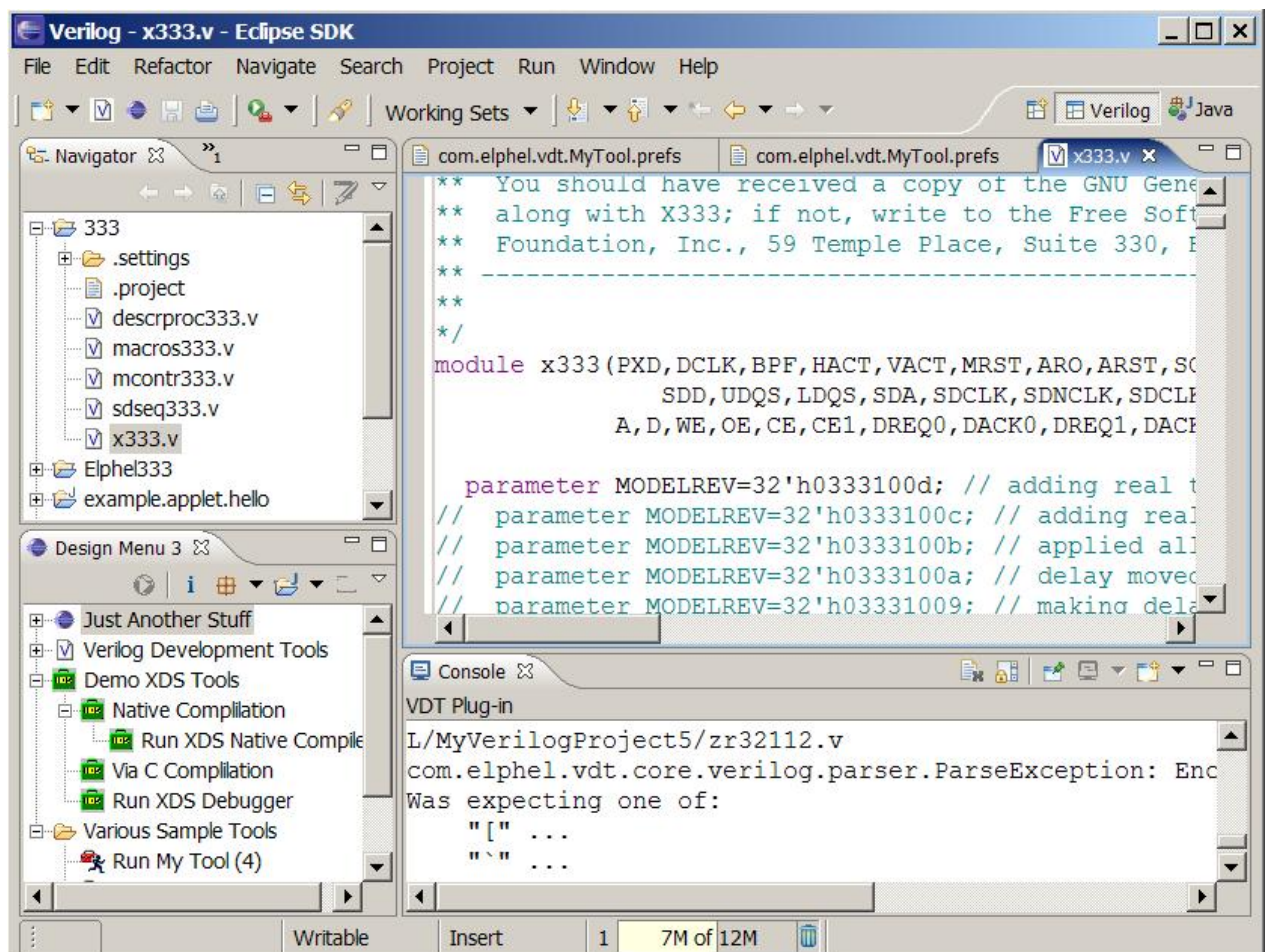 Verilog - x333.v - Eclipse SDK
File Edit Refactor Navigate Search Project Run Window Help
Working Sets
Verilog Java
Navigator
»1
333
.settings
.project
descrproc333.v
macros333.v
mcontr333.v
sdseq333.v
x333.v
Elphel333
example.applet.hello
Design Menu 3
Just Another Stuff
Verilog Development Tools
Demo XDS Tools
Native Complilation
Run XDS Native Compile
Via C Complilation
Run XDS Debugger
Various Sample Tools
Run My Tool (4)
com.elphel.vdt.MyTool.prefs com.elphel.vdt.MyTool.prefs x333.v
** You should have received a copy of the GNU Gene
** along with X333; if not, write to the Free Soft
** Foundation, Inc., 59 Temple Place, Suite 330,
** -----------------------------------------------
**
*/
module x333(PXD,DCLK,BPF,HACT,VACT,MRST,ARO,ARST,
SDD,UDQS,LDQS,SDA,SDCLK,SDNCLK,
A,D,WE,OE,CE,CE1,DREQ0,DACK0,DREQ1,
parameter MODELREV=32'h0333100d; // adding real t
// parameter MODELREV=32'h0333100c; // adding real
// parameter MODELREV=32'h0333100b; // applied all
// parameter MODELREV=32'h0333100a; // delay moved
// parameter MODELREV=32'h03331009; // making dela
Console
VDT Plug-in
L/MyVerilogProject5/zr32112.v
com.elphel.vdt.core.verilog.parser.ParseException: Enc
Was expecting one of:
"[" ...
"`" ...
Writable Insert 1 7M of 12M